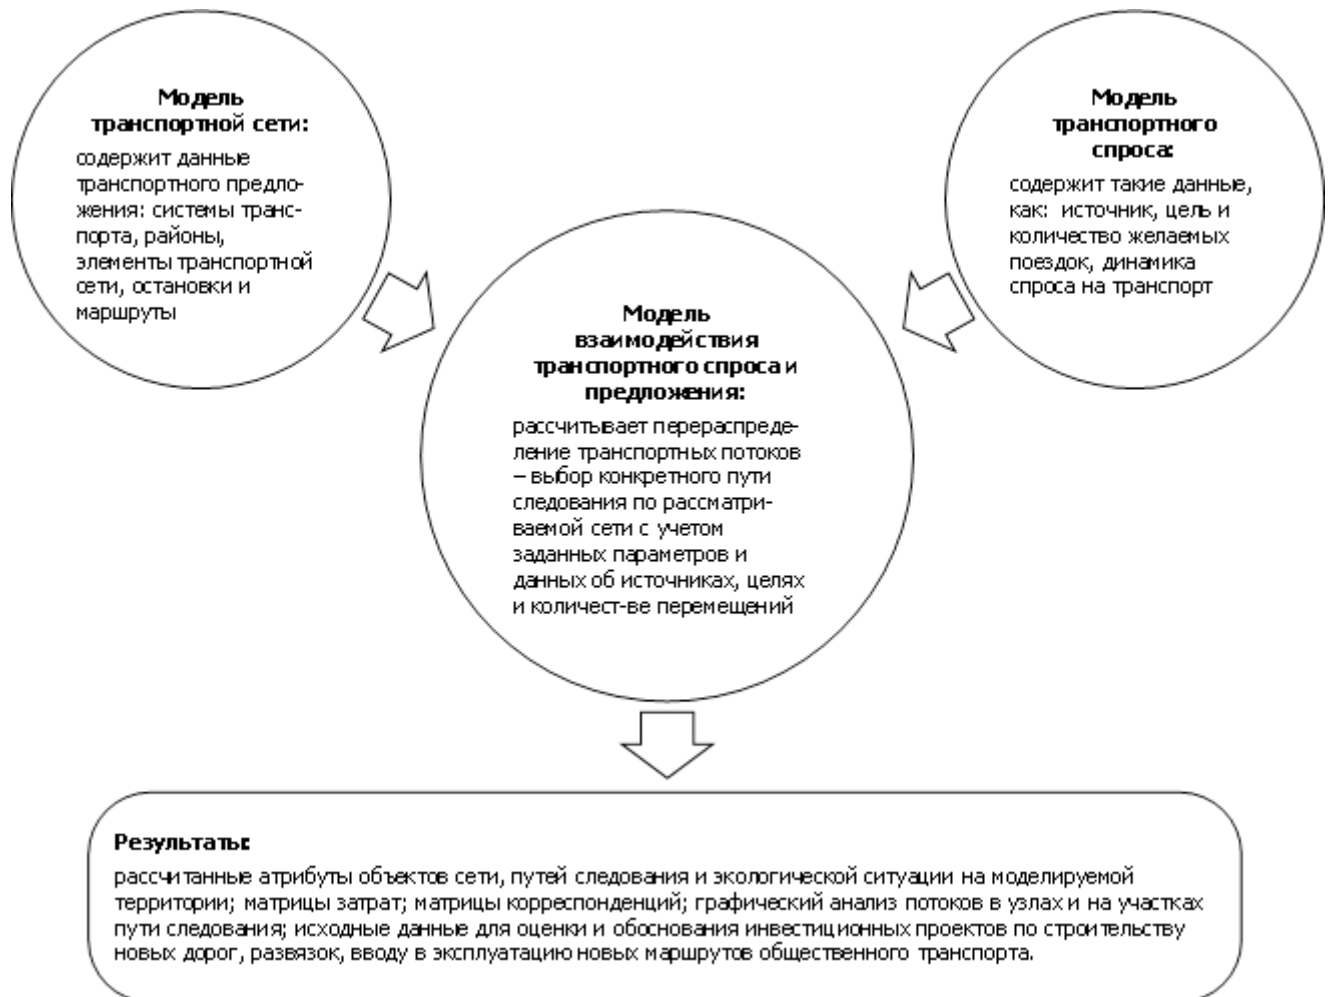 Модель
транспортной сети:
содержит данные
транспортного предло-
жения: системы транс-
порта, районы,
элементы транспортной
сети, остановки и
маршруты
Модель
транспортного
спроса:
содержит такие данные,
как: источник, цель и
количество желаемых
поездок, динамика
спроса на транспорт
Модель
взаимодействия
транспортного спроса и
предложения:
рассчитывает перераспреде-
ление транспортных потоков
– выбор конкретного пути
следования по рассматри-
ваемой сети с учетом
заданных параметров и
данных об источниках, целях
и количест-ве перемещений
Результаты:
рассчитанные атрибуты объектов сети, путей следования и экологической ситуации на моделируемой
территории; матрицы затрат; матрицы корреспонденций; графический анализ потоков в узлах и на участках
пути следования; исходные данные для оценки и обоснования инвестиционных проектов по строительству
новых дорог, развязок, вводу в эксплуатацию новых маршрутов общественного транспорта.